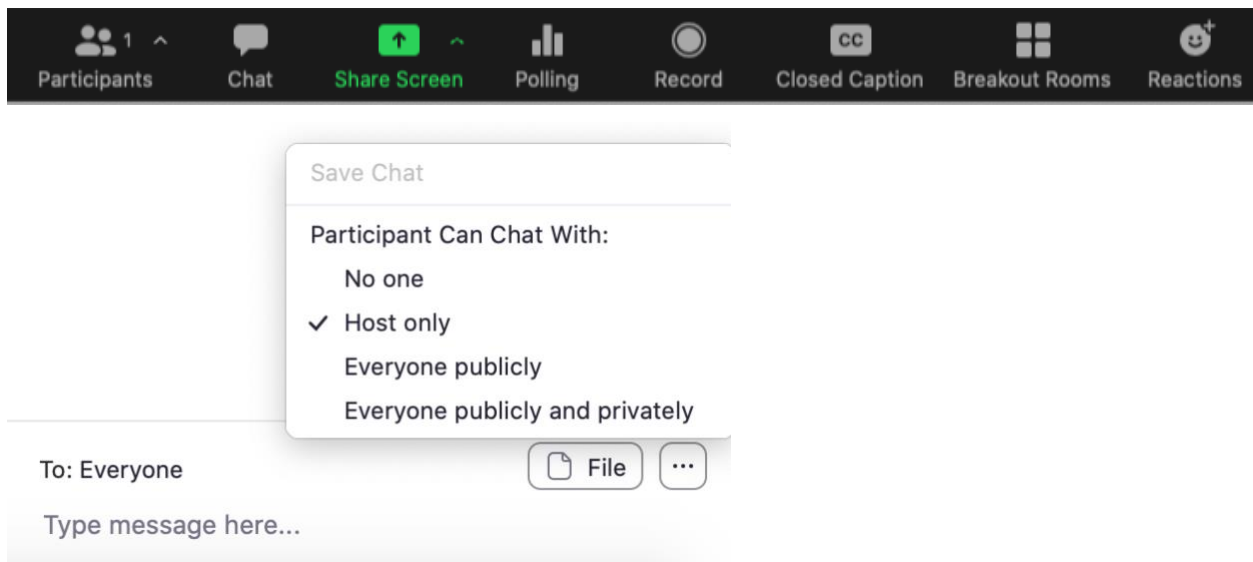 1
Participants Chat Share Screen Polling Record CC Closed Caption Breakout Rooms Reactions
Save Chat
Participant Can Chat With:
No one
Host only
Everyone publicly
Everyone publicly and privately
To: Everyone File ...
Type message here...